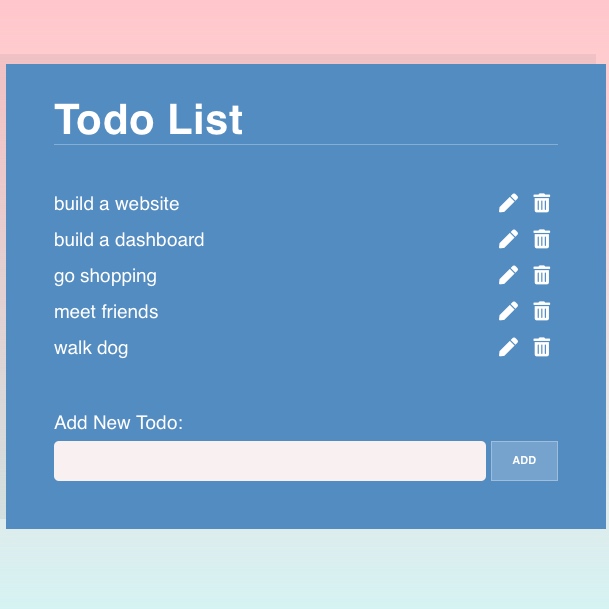 Todo List
build a website
build a dashboard
go shopping
meet friends
walk dog
Add New Todo:
ADD